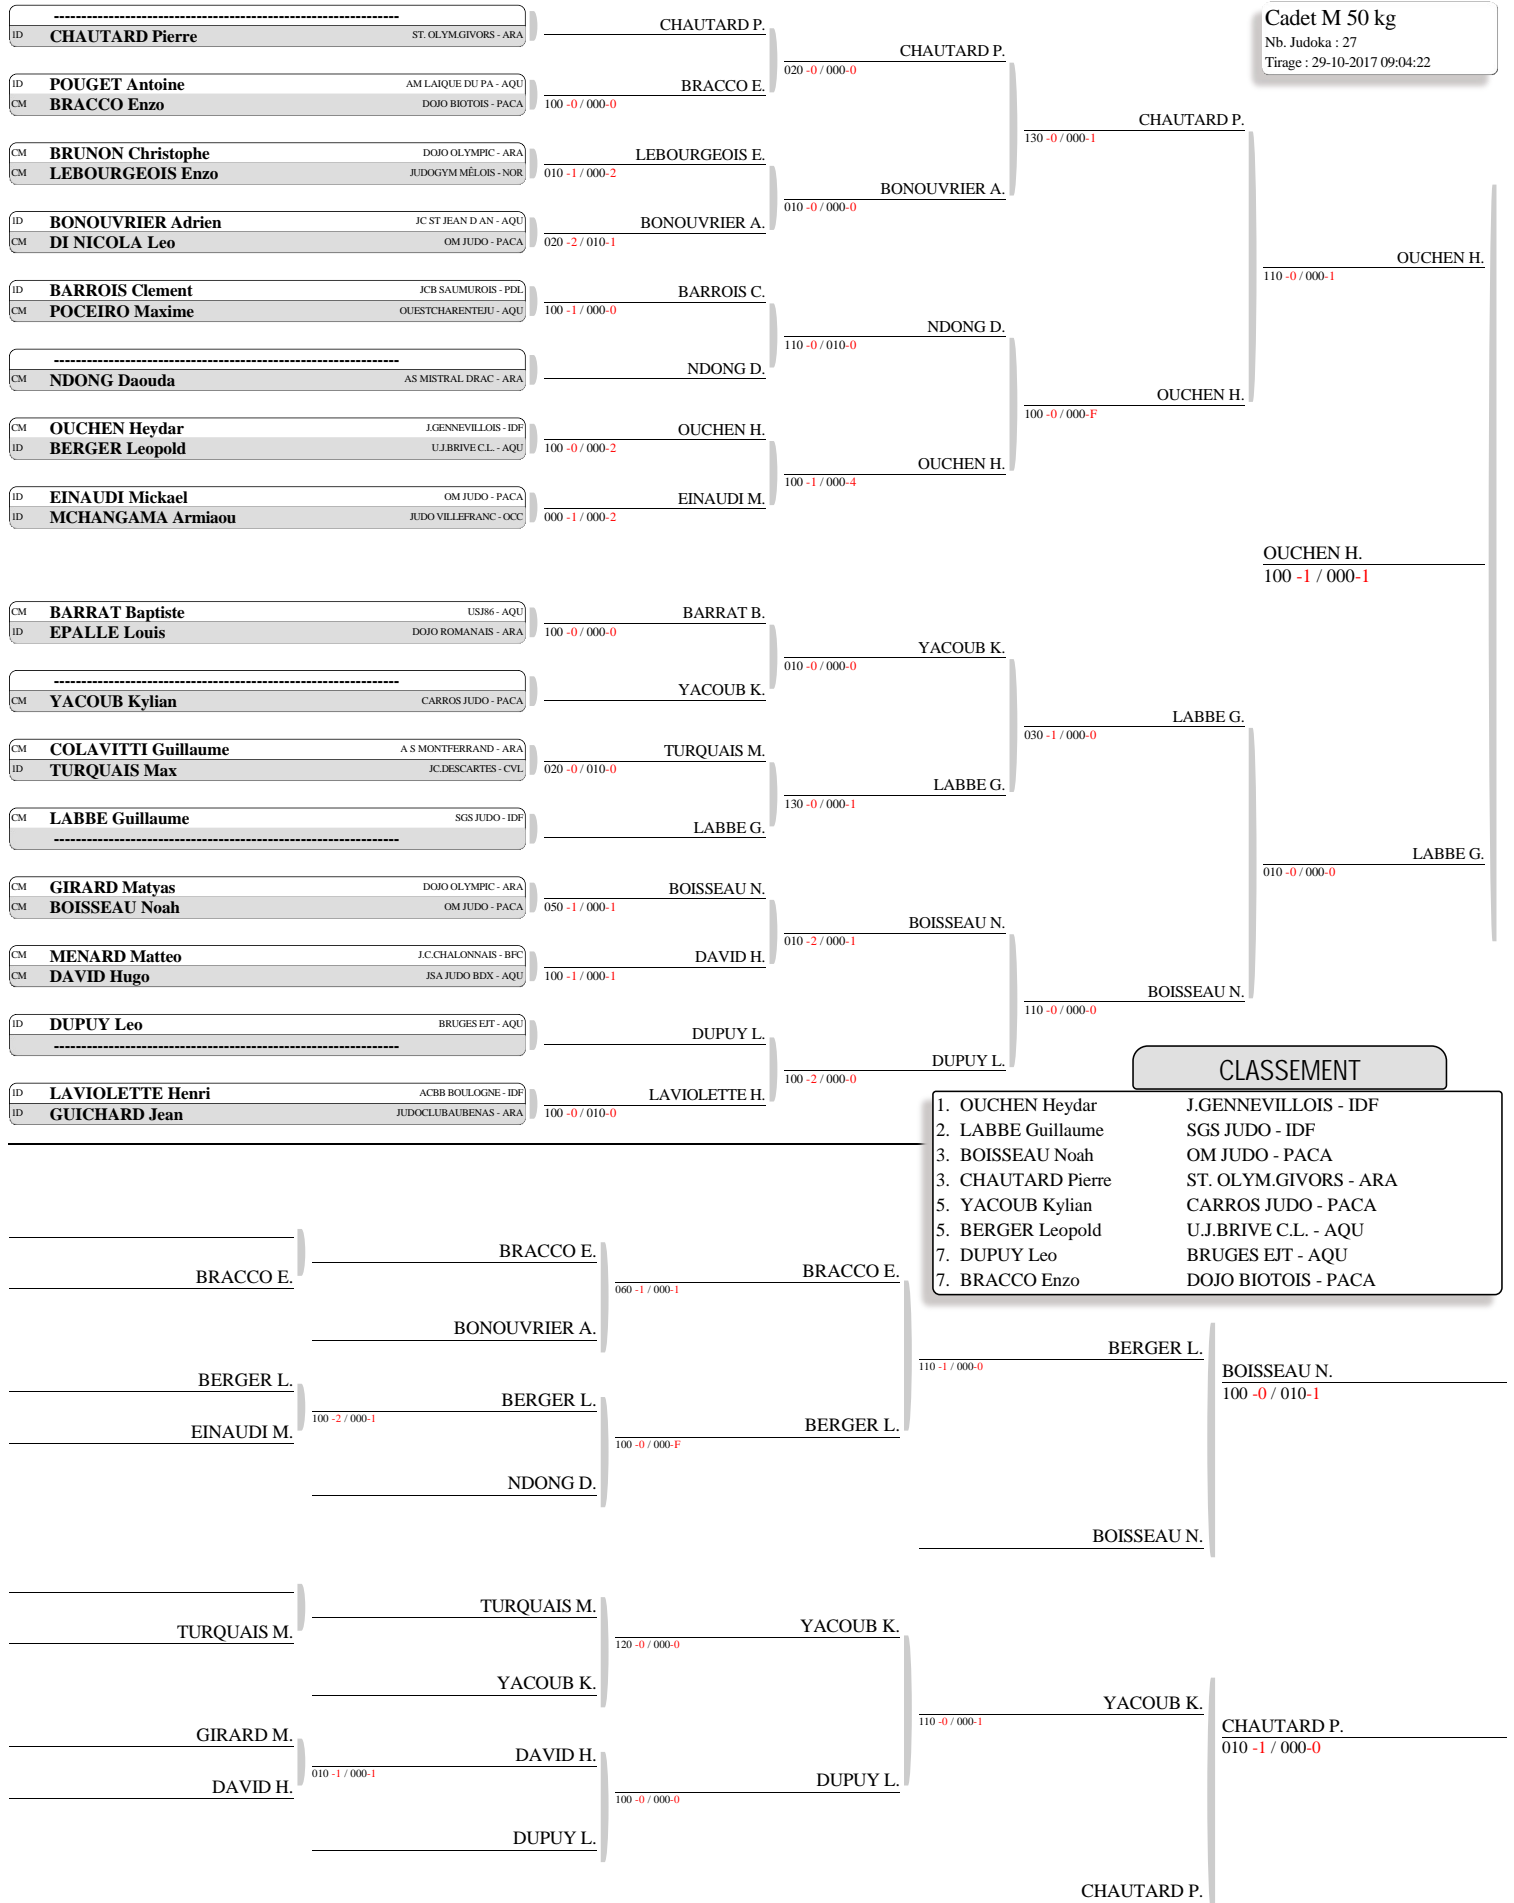 Cadet M 50 kg
Nb. Judoka : 27
Tirage : 29-10-2017 09:04:22
----------------------------------------------------------------
1D CHAUTARD Pierre ST. OLYM.GIVORS - ARA
1D POUGET Antoine AM LAIQUE DU PA - AQU
CM BRACCO Enzo DOJO BIOTOIS - PACA
CM BRUNON Christophe DOJO OLYMPIC - ARA
CM LEBOURGEOIS Enzo JUDOGYM MÊLOIS - NOR
1D BONOUVRIER Adrien JC ST JEAN D AN - AQU
CM DI NICOLA Leo OM JUDO - PACA
1D BARROIS Clement JCB SAUMUROIS - PDL
CM POCEIRO Maxime OUESTCHARENTEJU - AQU
----------------------------------------------------------------
CM NDONG Daouda AS MISTRAL DRAC - ARA
CM OUCHEN Heydar J.GENNEVILLOIS - IDF
1D BERGER Leopold U.J.BRIVE C.L. - AQU
1D EINAUDI Mickael OM JUDO - PACA
1D MCHANGAMA Armiaou JUDO VILLEFRANC - OCC
CM BARRAT Baptiste USJ86 - AQU
1D EPALLE Louis DOJO ROMANAIS - ARA
----------------------------------------------------------------
CM YACOUB Kylian CARROS JUDO - PACA
CM COLAVITTI Guillaume A S MONTFERRAND - ARA
1D TURQUAIS Max JC.DESCARTES - CVL
CM LABBE Guillaume SGS JUDO - IDF
----------------------------------------------------------------
CM GIRARD Matyas DOJO OLYMPIC - ARA
CM BOISSEAU Noah OM JUDO - PACA
CM MENARD Matteo J.C.CHALONNAIS - BFC
CM DAVID Hugo JSA JUDO BDX - AQU
1D DUPUY Leo BRUGES EJT - AQU
----------------------------------------------------------------
1D LAVIOLETTE Henri ACBB BOULOGNE - IDF
1D GUICHARD Jean JUDOCLUBAUBENAS - ARA
CHAUTARD P.
BRACCO E.
100 -0 / 000-0
LEBOURGEOIS E.
010 -1 / 000-2
BONOUVRIER A.
020 -2 / 010-1
BARROIS C.
100 -1 / 000-0
NDONG D.
OUCHEN H.
100 -0 / 000-2
EINAUDI M.
000 -1 / 000-2
BARRAT B.
100 -0 / 000-0
YACOUB K.
TURQUAIS M.
020 -0 / 010-0
LABBE G.
BOISSEAU N.
050 -1 / 000-1
DAVID H.
100 -1 / 000-1
DUPUY L.
LAVIOLETTE H.
100 -0 / 010-0
CHAUTARD P.
020 -0 / 000-0
BONOUVRIER A.
010 -0 / 000-0
NDONG D.
110 -0 / 010-0
OUCHEN H.
100 -1 / 000-4
YACOUB K.
010 -0 / 000-0
LABBE G.
130 -0 / 000-1
BOISSEAU N.
010 -2 / 000-1
DUPUY L.
100 -2 / 000-0
CHAUTARD P.
130 -0 / 000-1
OUCHEN H.
100 -0 / 000-F
LABBE G.
030 -1 / 000-0
BOISSEAU N.
110 -0 / 000-0
OUCHEN H.
110 -0 / 000-1
LABBE G.
010 -0 / 000-0
OUCHEN H.
100 -1 / 000-1
CLASSEMENT
1. OUCHEN Heydar J.GENNEVILLOIS - IDF
2. LABBE Guillaume SGS JUDO - IDF
3. BOISSEAU Noah OM JUDO - PACA
3. CHAUTARD Pierre ST. OLYM.GIVORS - ARA
5. YACOUB Kylian CARROS JUDO - PACA
5. BERGER Leopold U.J.BRIVE C.L. - AQU
7. DUPUY Leo BRUGES EJT - AQU
7. BRACCO Enzo DOJO BIOTOIS - PACA
BRACCO E.
BERGER L.
EINAUDI M.
BRACCO E.
BONOUVRIER A.
BERGER L.
100 -2 / 000-1
NDONG D.
BRACCO E.
060 -1 / 000-1
BERGER L.
100 -0 / 000-F
BERGER L.
110 -1 / 000-0
BOISSEAU N.
BOISSEAU N.
100 -0 / 010-1
TURQUAIS M.
GIRARD M.
DAVID H.
TURQUAIS M.
YACOUB K.
DAVID H.
010 -1 / 000-1
DUPUY L.
YACOUB K.
120 -0 / 000-0
DUPUY L.
100 -0 / 000-0
YACOUB K.
110 -0 / 000-1
CHAUTARD P.
CHAUTARD P.
010 -1 / 000-0